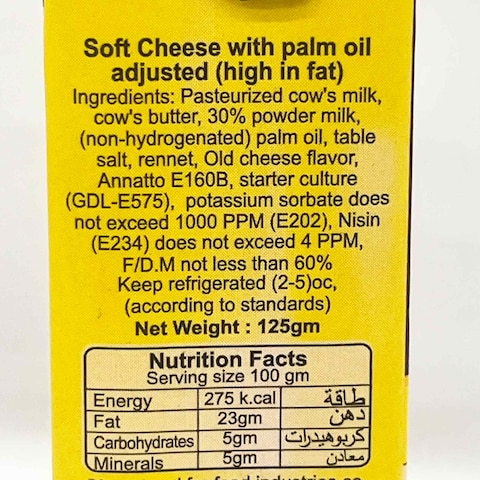 Soft Cheese with palm oil
adjusted (high in fat)
Ingredients: Pasteurized cow's milk,
cow's butter, 30% powder milk,
(non-hydrogenated) palm oil, table
salt, rennet, Old cheese flavor,
Annatto E160B, starter culture
(GDL-E575), potassium sorbate does
not exceed 1000 PPM (E202), Nisin
(E234) does not exceed 4 PPM,
F/D.M not less than 60%
Keep refrigerated (2-5)oc,
(according to standards)
Net Weight : 125gm
Nutrition Facts
Serving size 100 gm
Energy 275 k.cal طاقة
Fat 23gm دهن
Carbohydrates 5gm كربوهيدرات
Minerals 5gm معادن